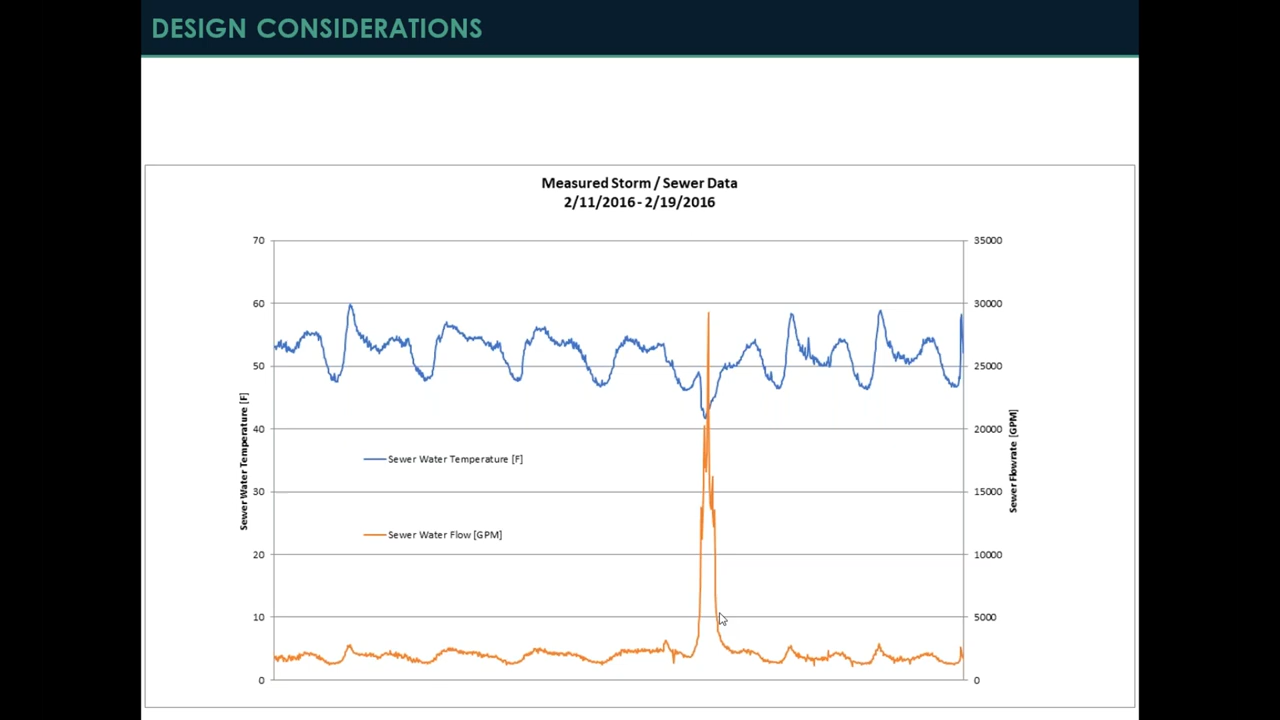 DESIGN CONSIDERATIONS
Measured Storm / Sewer Data
2/11/2016 - 2/19/2016
70
60
50
40
30
20
10
0
Sewer Water Temperature [F]
Sewer Water Temperature [F]
Sewer Water Flow [GPM]
35000
30000
25000
20000
15000
10000
5000
0
Sewer Flowrate [GPM]